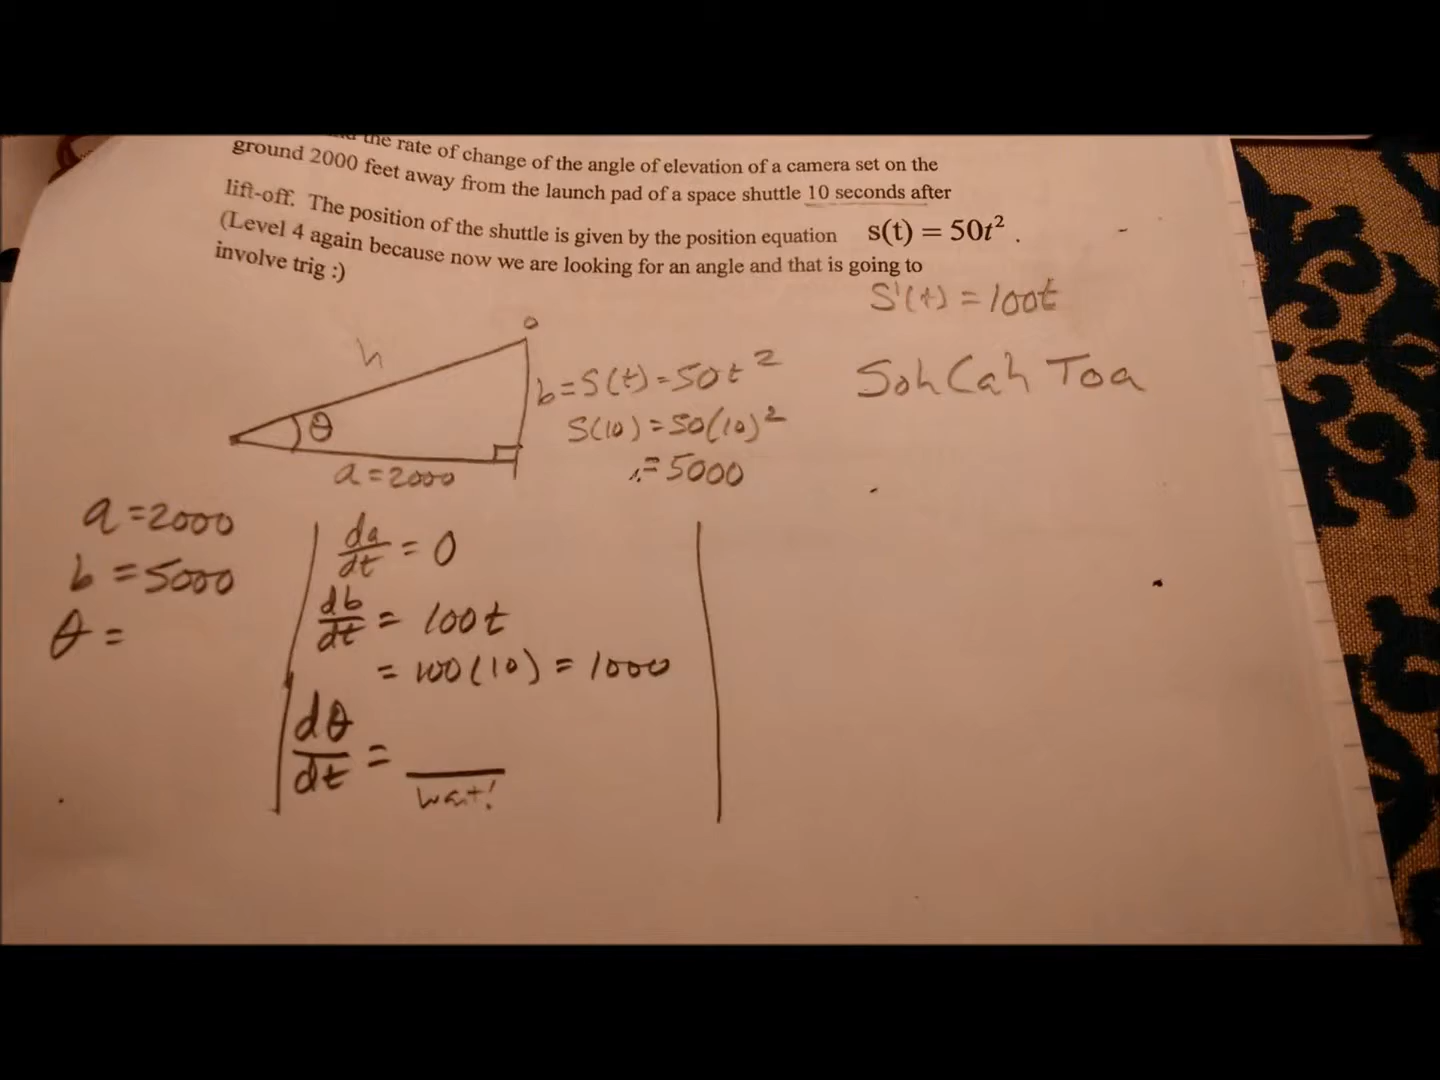 the rate of change of the angle of elevation of a camera set on the
ground 2000 feet away from the launch pad of a space shuttle 10 seconds after
lift-off. The position of the shuttle is given by the position equation s(t) = 50t² .
(Level 4 again because now we are looking for an angle and that is going to
involve trig :)
S'(t) = 100t
h
b = S(t) = 50t²
Soh Cah Toa
θ
S(10) = 50(10)²
a = 2000
= 5000
a = 2000
da/dt = 0
b = 5000
db/dt = 100t
θ =
= 100(10) = 1000
dθ/dt =
Want!